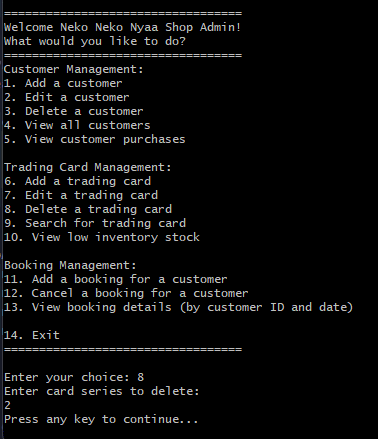 ==================================
Welcome Neko Neko Nyaa Shop Admin!
What would you like to do?
==================================
Customer Management:
1. Add a customer
2. Edit a customer
3. Delete a customer
4. View all customers
5. View customer purchases
Trading Card Management:
6. Add a trading card
7. Edit a trading card
8. Delete a trading card
9. Search for trading card
10. View low inventory stock
Booking Management:
11. Add a booking for a customer
12. Cancel a booking for a customer
13. View booking details (by customer ID and date)
14. Exit
==================================
Enter your choice: 8
Enter card series to delete:
2
Press any key to continue...